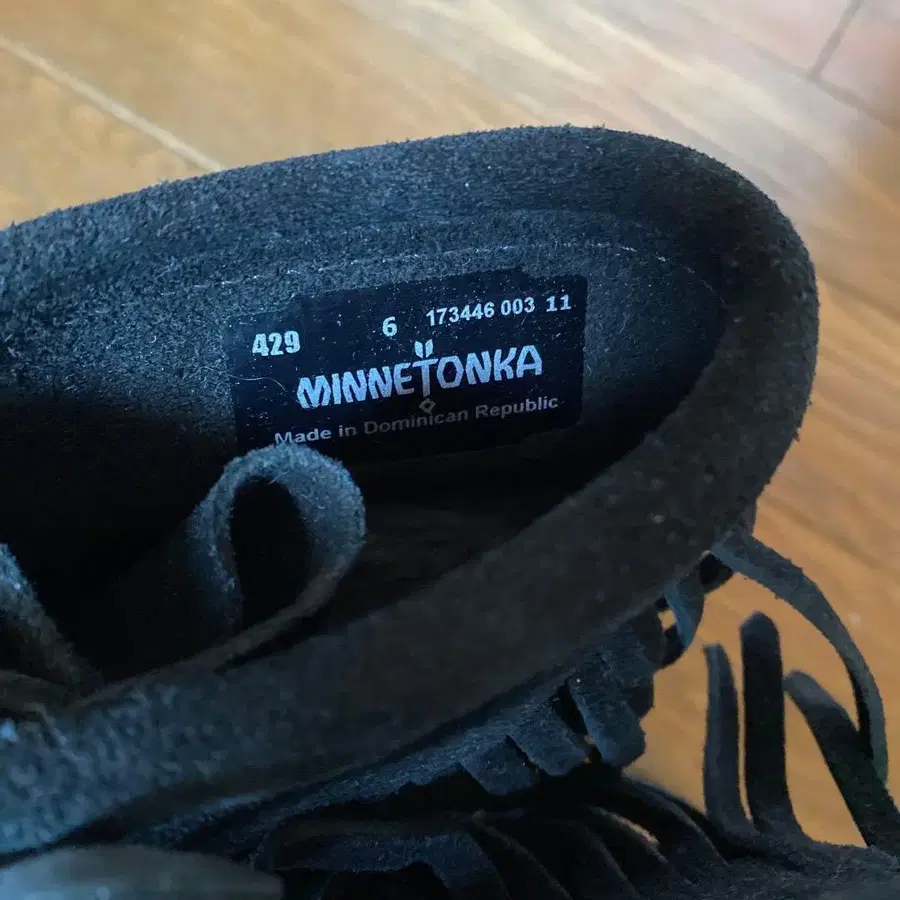 429 6 173446 003 11
MINNETONKA
Made in Dominican Republic